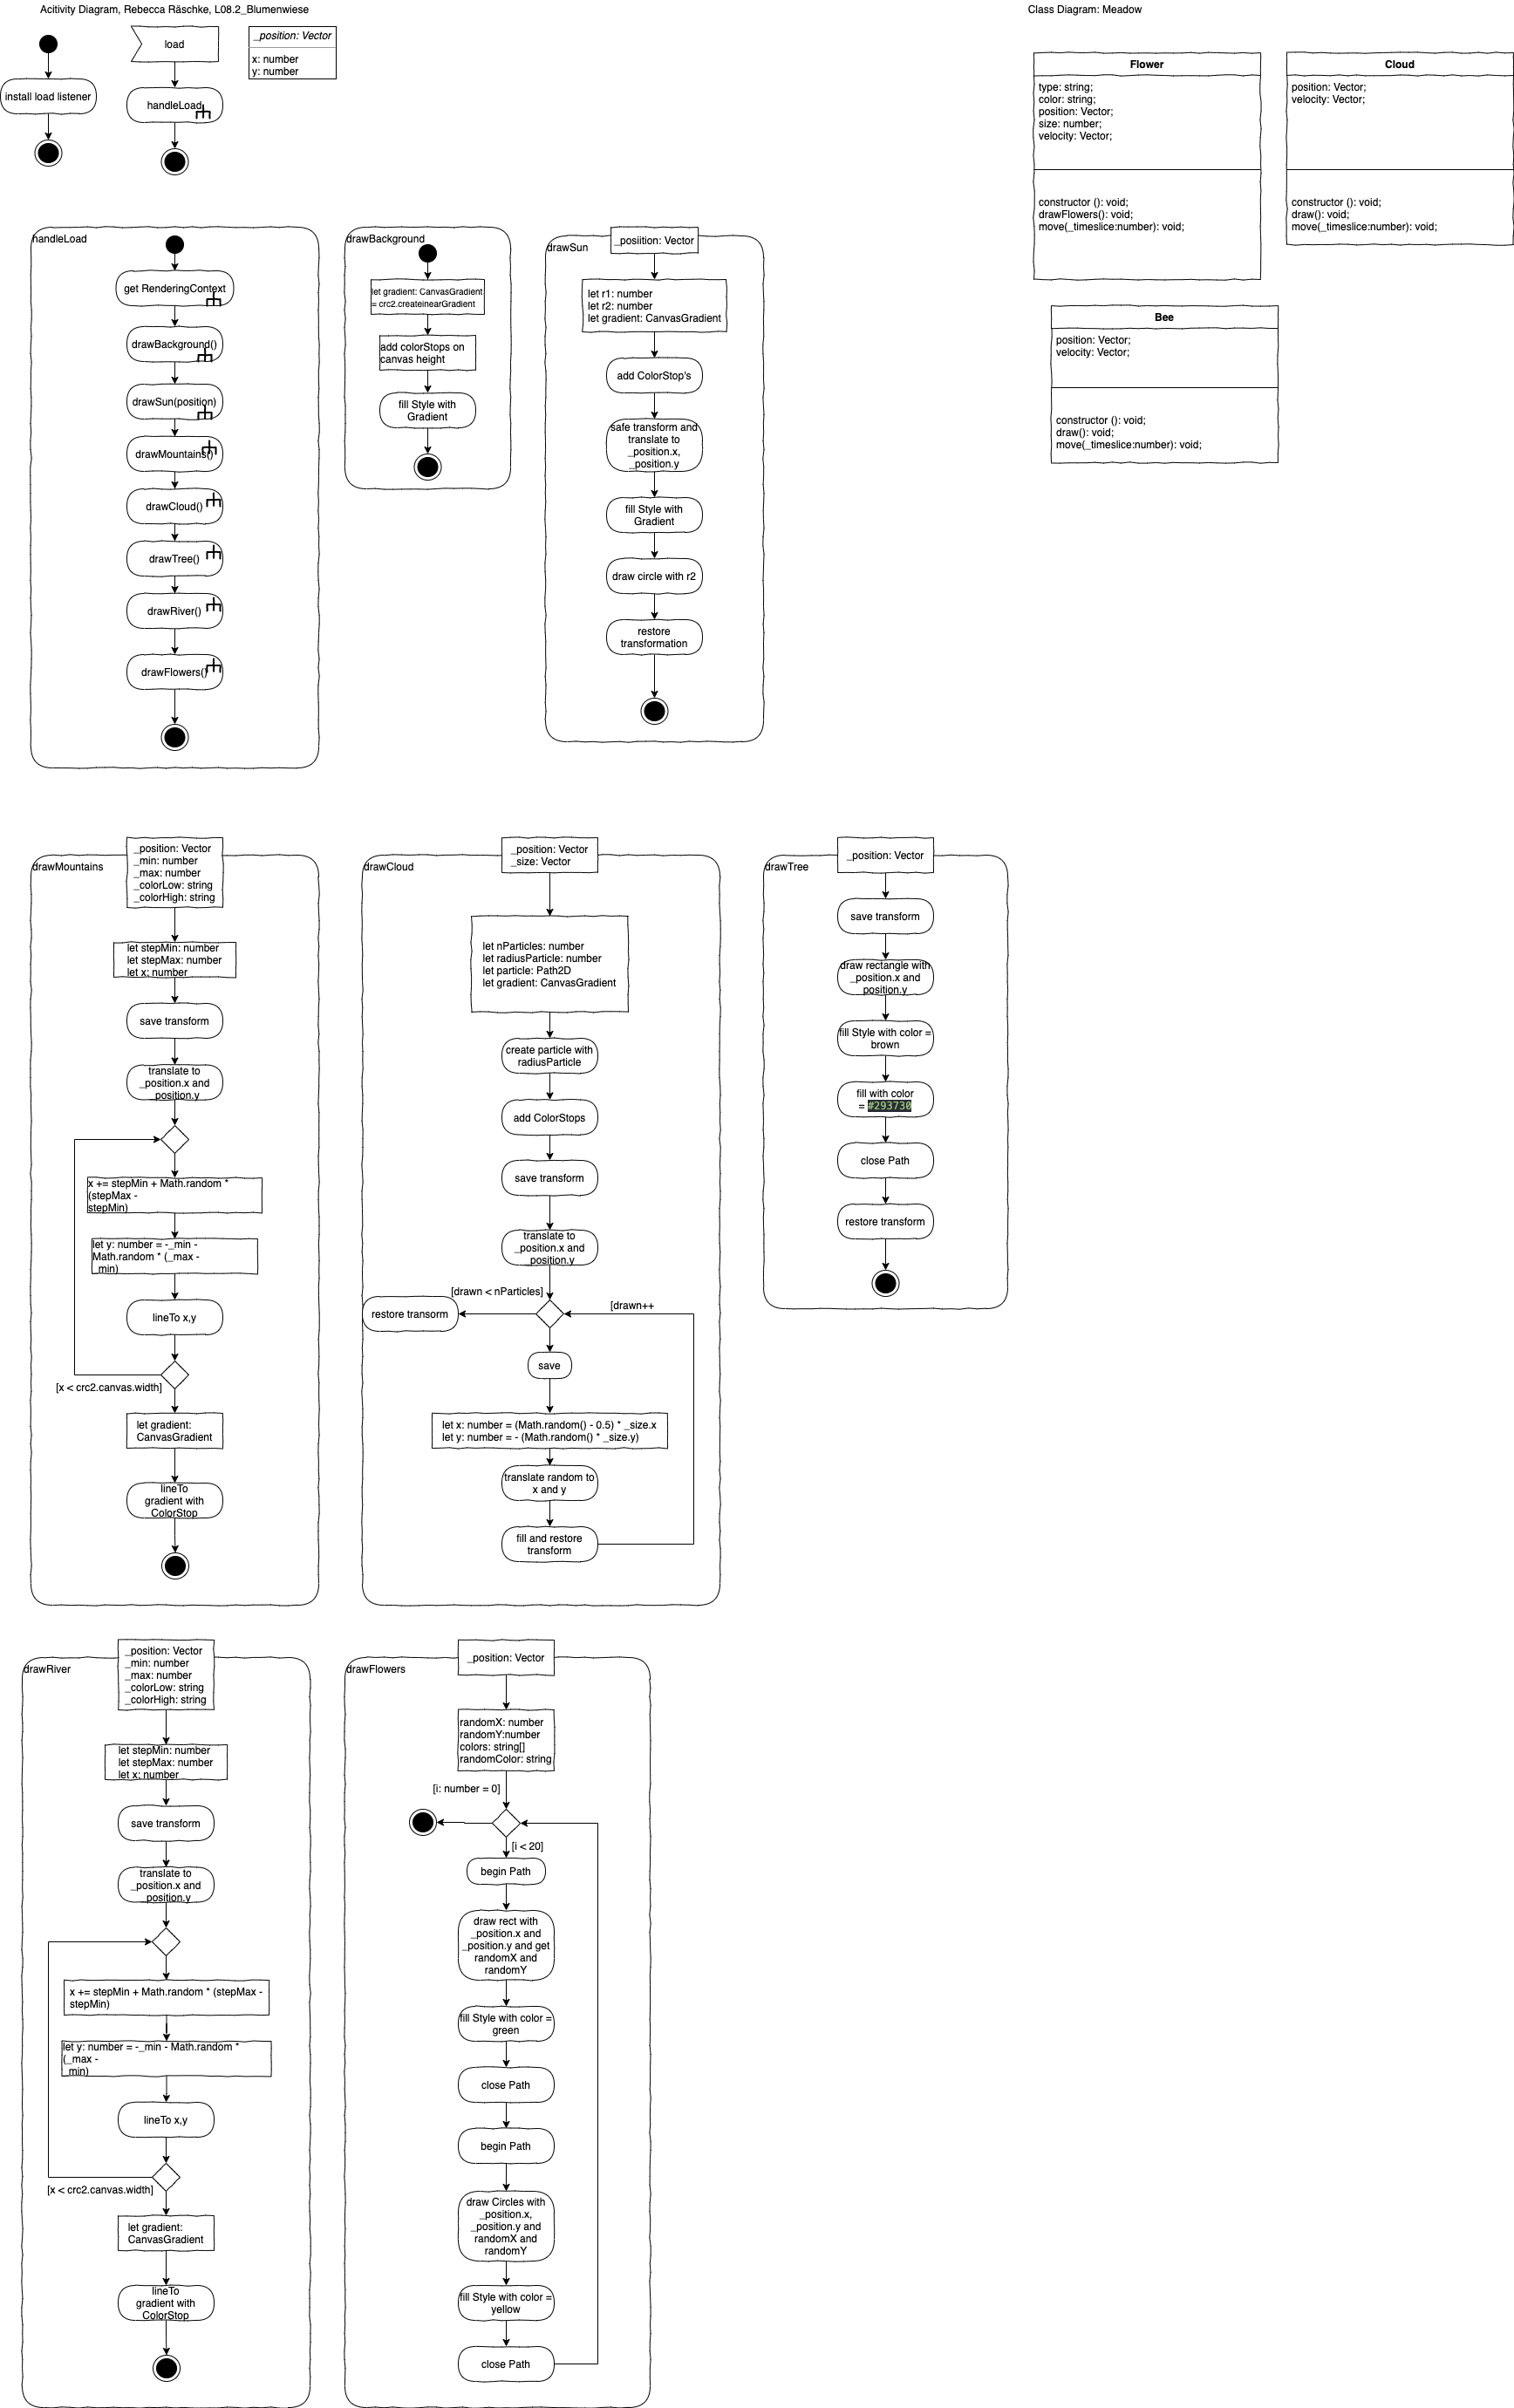 Acitivity Diagram, Rebecca Räschke, L08.2_Blumenwiese
Class Diagram: Meadow
install load listener
load
handleLoad
_position: Vector
x: number
y: number
Flower
type: string;
color: string;
position: Vector;
size: number;
velocity: Vector;
constructor (): void;
drawFlowers(): void;
move(_timeslice:number): void;
Cloud
position: Vector;
velocity: Vector;
constructor (): void;
draw(): void;
move(_timeslice:number): void;
Bee
position: Vector;
velocity: Vector;
constructor (): void;
draw(): void;
move(_timeslice:number): void;
handleLoad
get RenderingContext
drawBackground()
drawSun(position)
drawMountains()
drawCloud()
drawTree()
drawRiver()
drawFlowers()
drawBackground
let gradient: CanvasGradient
= crc2.createinearGradient
add colorStops on
canvas height
fill Style with
Gradient
drawSun
_posiition: Vector
let r1: number
let r2: number
let gradient: CanvasGradient
add ColorStop's
safe transform and
translate to
_position.x,
_position.y
fill Style with
Gradient
draw circle with r2
restore
transformation
drawMountains
_position: Vector
_min: number
_max: number
_colorLow: string
_colorHigh: string
let stepMin: number
let stepMax: number
let x: number
save transform
translate to
_position.x and
_position.y
x += stepMin + Math.random *
(stepMax -
stepMin)
let y: number = -_min -
Math.random * (_max -
_min)
lineTo x,y
[x < crc2.canvas.width]
let gradient:
CanvasGradient
lineTo
gradient with
ColorStop
drawCloud
_position: Vector
_size: Vector
let nParticles: number
let radiusParticle: number
let particle: Path2D
let gradient: CanvasGradient
create particle with
radiusParticle
add ColorStops
save transform
translate to
_position.x and
_position.y
[drawn < nParticles]
[drawn++
restore transorm
save
let x: number = (Math.random() - 0.5) * _size.x
let y: number = - (Math.random() * _size.y)
translate random to
x and y
fill and restore
transform
drawTree
_position: Vector
save transform
draw rectangle with
_position.x and
position.y
fill Style with color =
brown
fill with color
= #293730
close Path
restore transform
drawRiver
_position: Vector
_min: number
_max: number
_colorLow: string
_colorHigh: string
let stepMin: number
let stepMax: number
let x: number
save transform
translate to
_position.x and
_position.y
x += stepMin + Math.random * (stepMax -
stepMin)
let y: number = -_min - Math.random *
(_max -
_min)
lineTo x,y
[x < crc2.canvas.width]
let gradient:
CanvasGradient
lineTo
gradient with
ColorStop
drawFlowers
_position: Vector
randomX: number
randomY:number
colors: string[]
randomColor: string
[i: number = 0]
[i < 20]
begin Path
draw rect with
_position.x and
_position.y and get
randomX and
randomY
fill Style with color =
green
close Path
begin Path
draw Circles with
_position.x,
_position.y and
randomX and
randomY
fill Style with color =
yellow
close Path